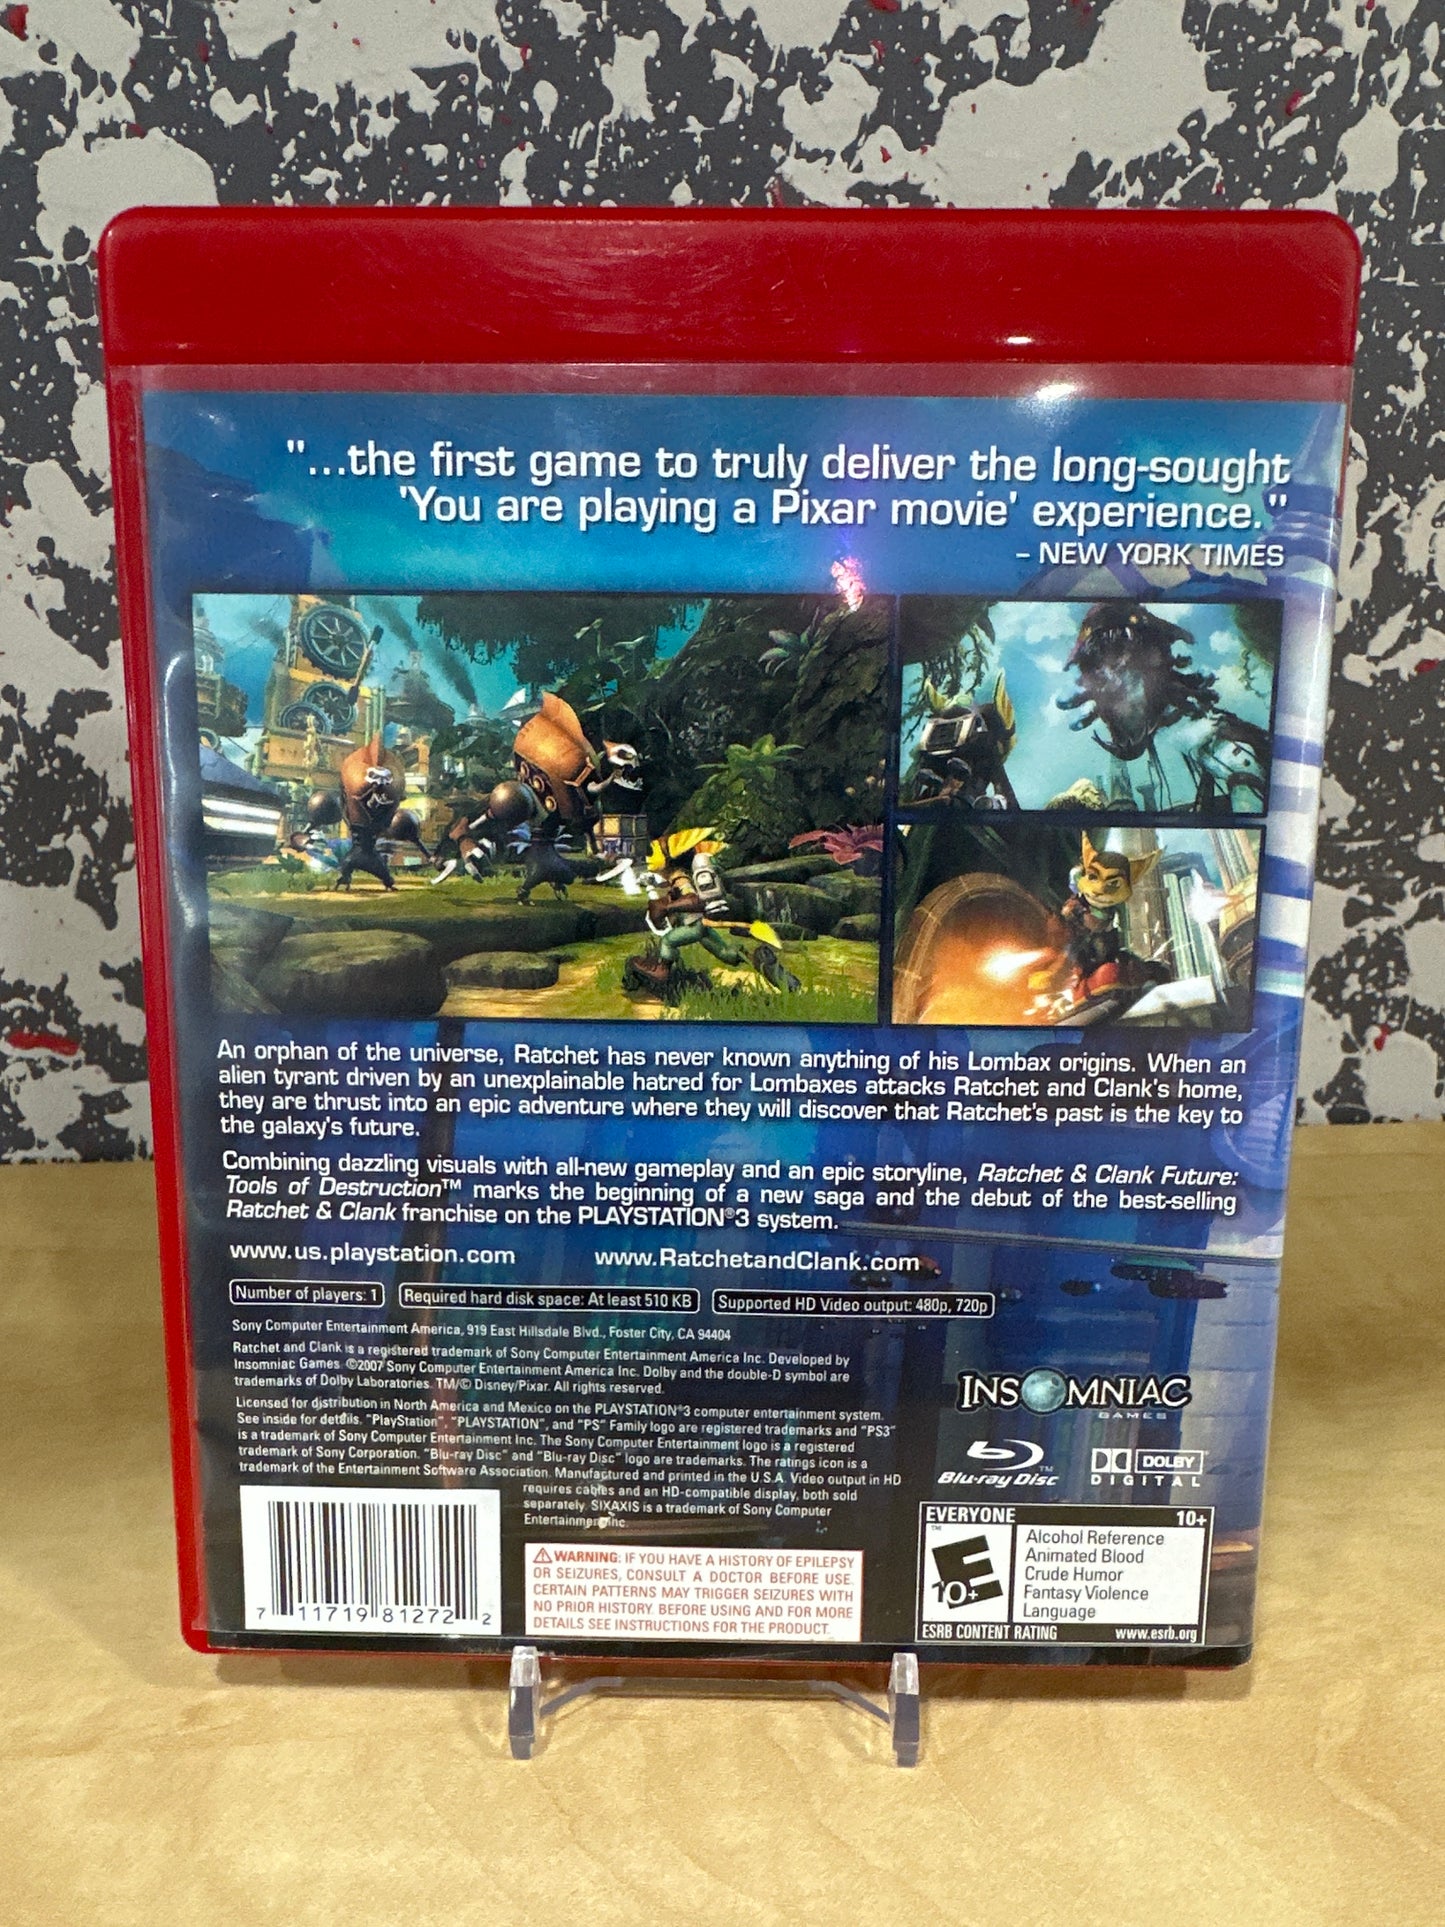 "...the first game to truly deliver the long-sought
'You are playing a Pixar movie' experience."
– NEW YORK TIMES
An orphan of the universe, Ratchet has never known anything of his Lombax origins. When an
alien tyrant driven by an unexplainable hatred for Lombaxes attacks Ratchet and Clank's home,
they are thrust into an epic adventure where they will discover that Ratchet's past is the key to
the galaxy's future.
Combining dazzling visuals with all-new gameplay and an epic storyline, Ratchet & Clank Future:
Tools of Destruction™ marks the beginning of a new saga and the debut of the best-selling
Ratchet & Clank franchise on the PLAYSTATION®3 system.
www.us.playstation.com www.RatchetandClank.com
Number of players: 1 Required hard disk space: At least 510 KB Supported HD Video output: 480p, 720p
Sony Computer Entertainment America, 919 East Hillsdale Blvd., Foster City, CA 94404
Ratchet and Clank is a registered trademark of Sony Computer Entertainment America Inc. Developed by
Insomniac Games. ©2007 Sony Computer Entertainment America Inc. Dolby and the double-D symbol are
trademarks of Dolby Laboratories. TM/© Disney/Pixar. All rights reserved.
Licensed for distribution in North America and Mexico on the PLAYSTATION®3 computer entertainment system.
See inside for details. "PlayStation", "PLAYSTATION", and "PS" Family logo are registered trademarks and "PS3"
is a trademark of Sony Computer Entertainment Inc. The Sony Computer Entertainment logo is a registered
trademark of Sony Corporation. "Blu-ray Disc" and "Blu-ray Disc" logo are trademarks. The ratings icon is a
trademark of the Entertainment Software Association. Manufactured and printed in the U.S.A. Video output in HD
requires cables and an HD-compatible display, both sold
separately. SIXAXIS is a trademark of Sony Computer
Entertainment Inc.
INSOMNIAC
GAMES
Blu-ray Disc™
DOLBY
DIGITAL
7 11719 81272 2
⚠WARNING: IF YOU HAVE A HISTORY OF EPILEPSY
OR SEIZURES, CONSULT A DOCTOR BEFORE USE.
CERTAIN PATTERNS MAY TRIGGER SEIZURES WITH
NO PRIOR HISTORY. BEFORE USING AND FOR MORE
DETAILS SEE INSTRUCTIONS FOR THE PRODUCT.
EVERYONE 10+
E
10+
Alcohol Reference
Animated Blood
Crude Humor
Fantasy Violence
Language
ESRB CONTENT RATING www.esrb.org